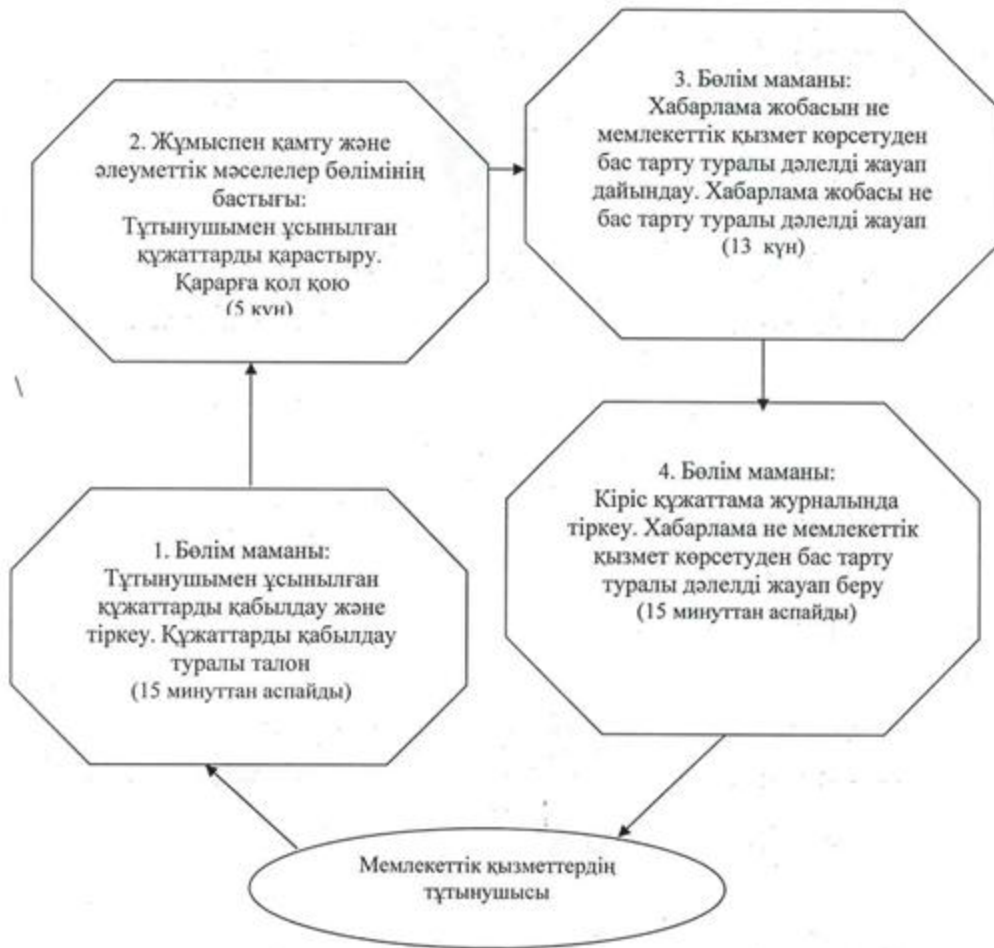 3. Бөлім маманы:
Хабарлама жобасын не
мемлекеттік қызмет көрсетуден
бас тарту туралы дәлелді жауап
дайындау. Хабарлама жобасы не
бас тарту туралы дәлелді жауап
(13 күн)
2. Жұмыспен қамту және
әлеуметтік мәселелер бөлімінің
бастығы:
Тұтынушымен ұсынылған
құжаттарды қарастыру.
Қарарға қол қою
(5 күн)
4. Бөлім маманы:
Кіріс құжаттама журналында
тіркеу. Хабарлама не мемлекеттік
қызмет көрсетуден бас тарту
туралы дәлелді жауап беру
(15 минуттан аспайды)
1. Бөлім маманы:
Тұтынушымен ұсынылған
құжаттарды қабылдау және
тіркеу. Құжаттарды қабылдау
туралы талон
(15 минуттан аспайды)
Мемлекеттік қызметтердің
тұтынушысы